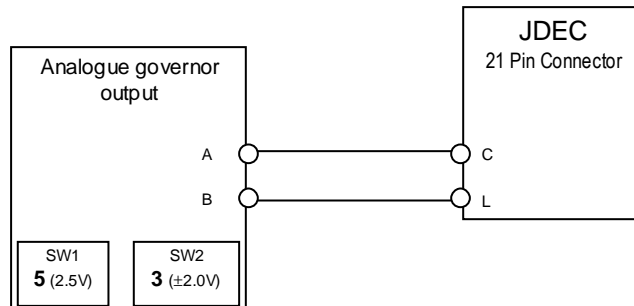 Analogue governor
output
A
B
SW1
5 (2.5V)
SW2
3 (±2.0V)
JDEC
21 Pin Connector
C
L